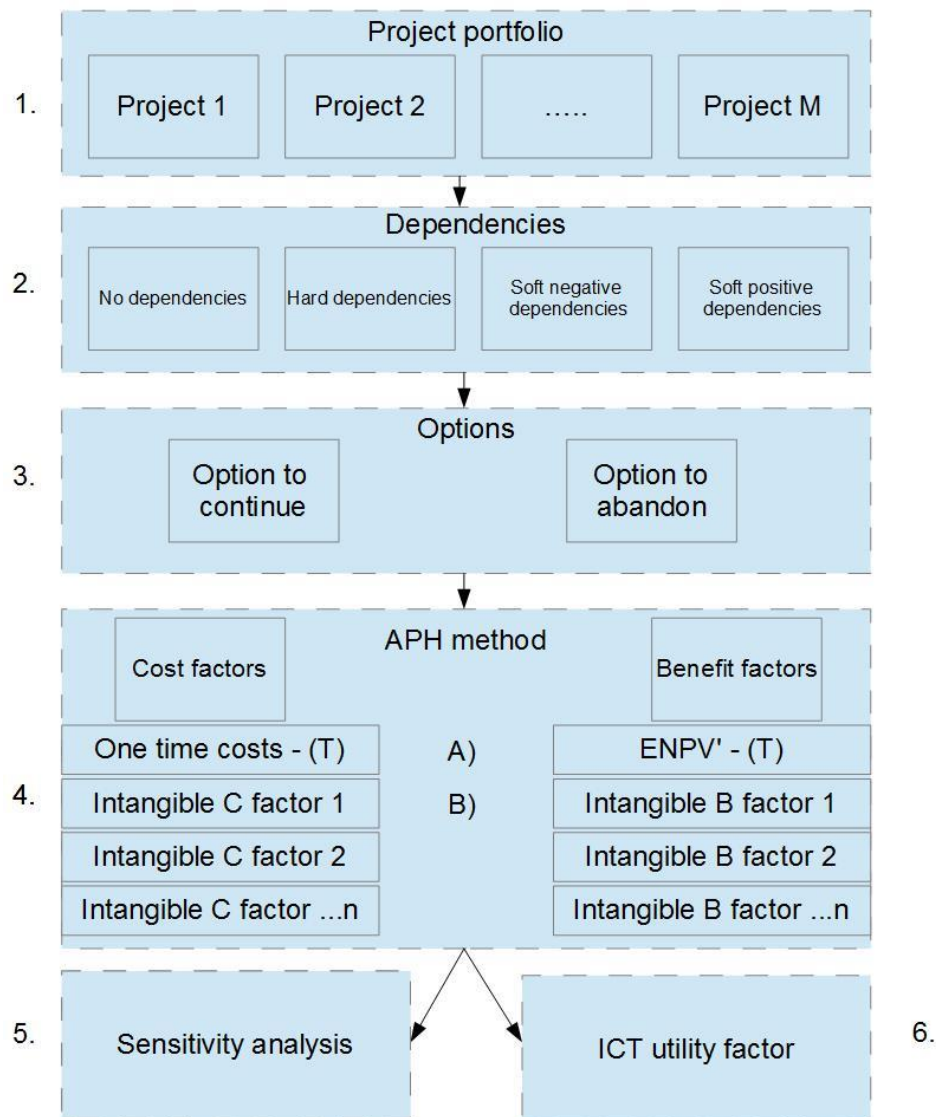 Project portfolio
1.
Project 1
Project 2
.....
Project M
Dependencies
2.
No dependencies
Hard dependencies
Soft negative
dependencies
Soft positive
dependencies
Options
3.
Option to
continue
Option to
abandon
APH method
Cost factors
Benefit factors
One time costs - (T)
A)
ENPV' - (T)
4.
Intangible C factor 1
B)
Intangible B factor 1
Intangible C factor 2
Intangible B factor 2
Intangible C factor ...n
Intangible B factor ...n
5.
Sensitivity analysis
ICT utility factor
6.